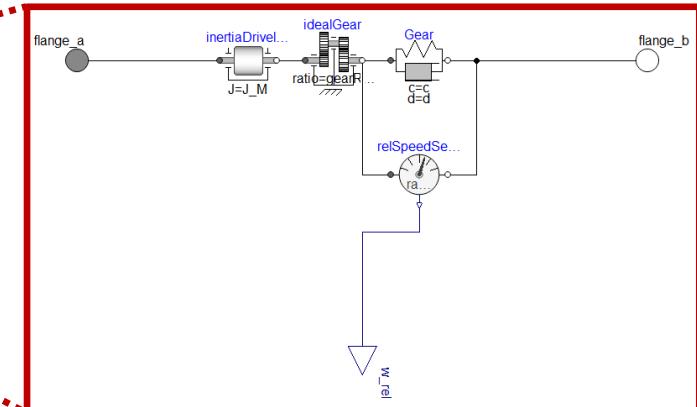 idealGear
flange_a
inertiaDrivel...
Gear
flange_b
ratio=gearR...
J=J_M
c=c
d=d
relSpeedSe...
ra...
w_rel